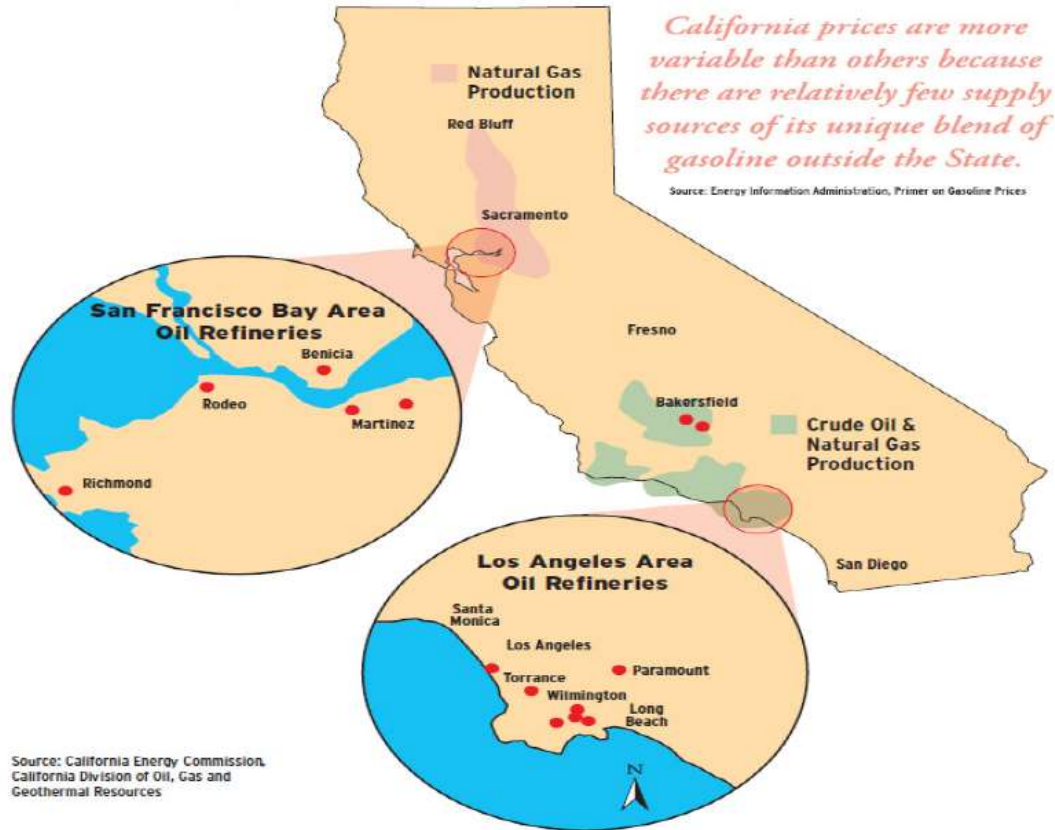 California prices are more
variable than others because
there are relatively few supply
sources of its unique blend of
gasoline outside the State.
Source: Energy Information Administration, Primer on Gasoline Prices
Natural Gas
Production
Red Bluff
Sacramento
San Francisco Bay Area
Oil Refineries
Benicia
Rodeo
Martinez
Richmond
Fresno
Bakersfield
Crude Oil &
Natural Gas
Production
San Diego
Los Angeles Area
Oil Refineries
Santa
Monica
Los Angeles
Torrance
Paramount
Wilmington
Long
Beach
N
Source: California Energy Commission,
California Division of Oil, Gas and
Geothermal Resources